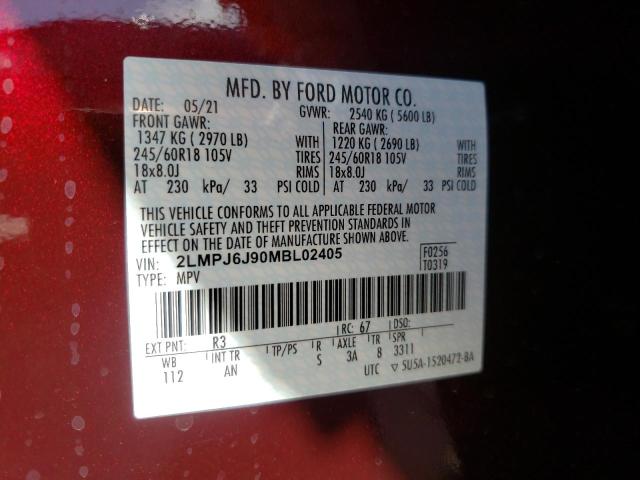 MFD. BY FORD MOTOR CO.
DATE: 05/21 GVWR: 2540 KG ( 5600 LB)
FRONT GAWR: REAR GAWR:
1347 KG ( 2970 LB) WITH 1220 KG ( 2690 LB) WITH
245/60R18 105V TIRES 245/60R18 105V TIRES
18x8.0J RIMS 18x8.0J RIMS
AT 230 kPa/ 33 PSI COLD AT 230 kPa/ 33 PSI COLD
THIS VEHICLE CONFORMS TO ALL APPLICABLE FEDERAL MOTOR
VEHICLE SAFETY AND THEFT PREVENTION STANDARDS IN
EFFECT ON THE DATE OF MANUFACTURE SHOWN ABOVE.
VIN: 2LMPJ6J90MBL02405 F0256
TYPE: MPV T0319
EXT PNT: R3 RC: 67 DSO:
WB INT TR TP/PS R AXLE TR SPR
112 AN S 3A 8 3311
UTC ▽ 5U5A-1520472-BA